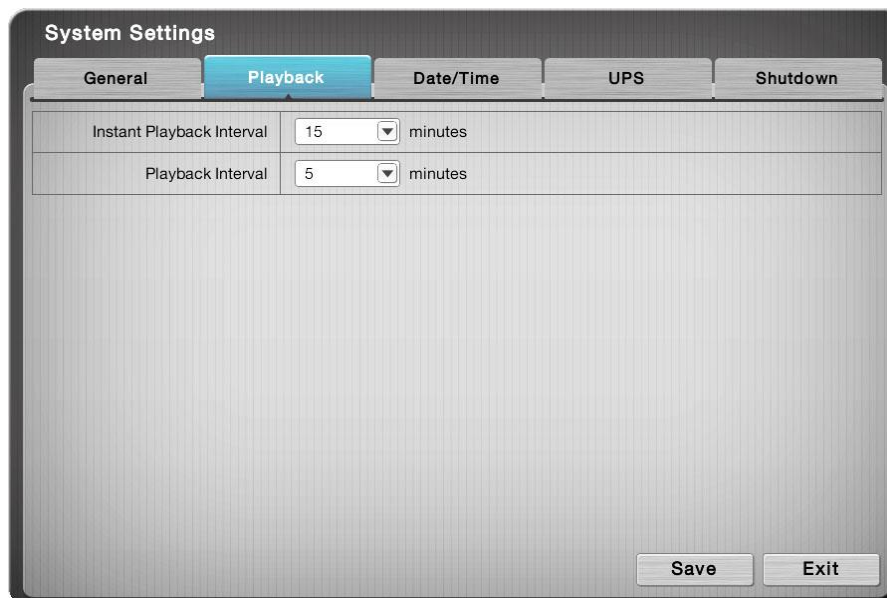 System Settings
General Playback Date/Time UPS Shutdown
Instant Playback Interval 15 minutes
Playback Interval 5 minutes
Save Exit